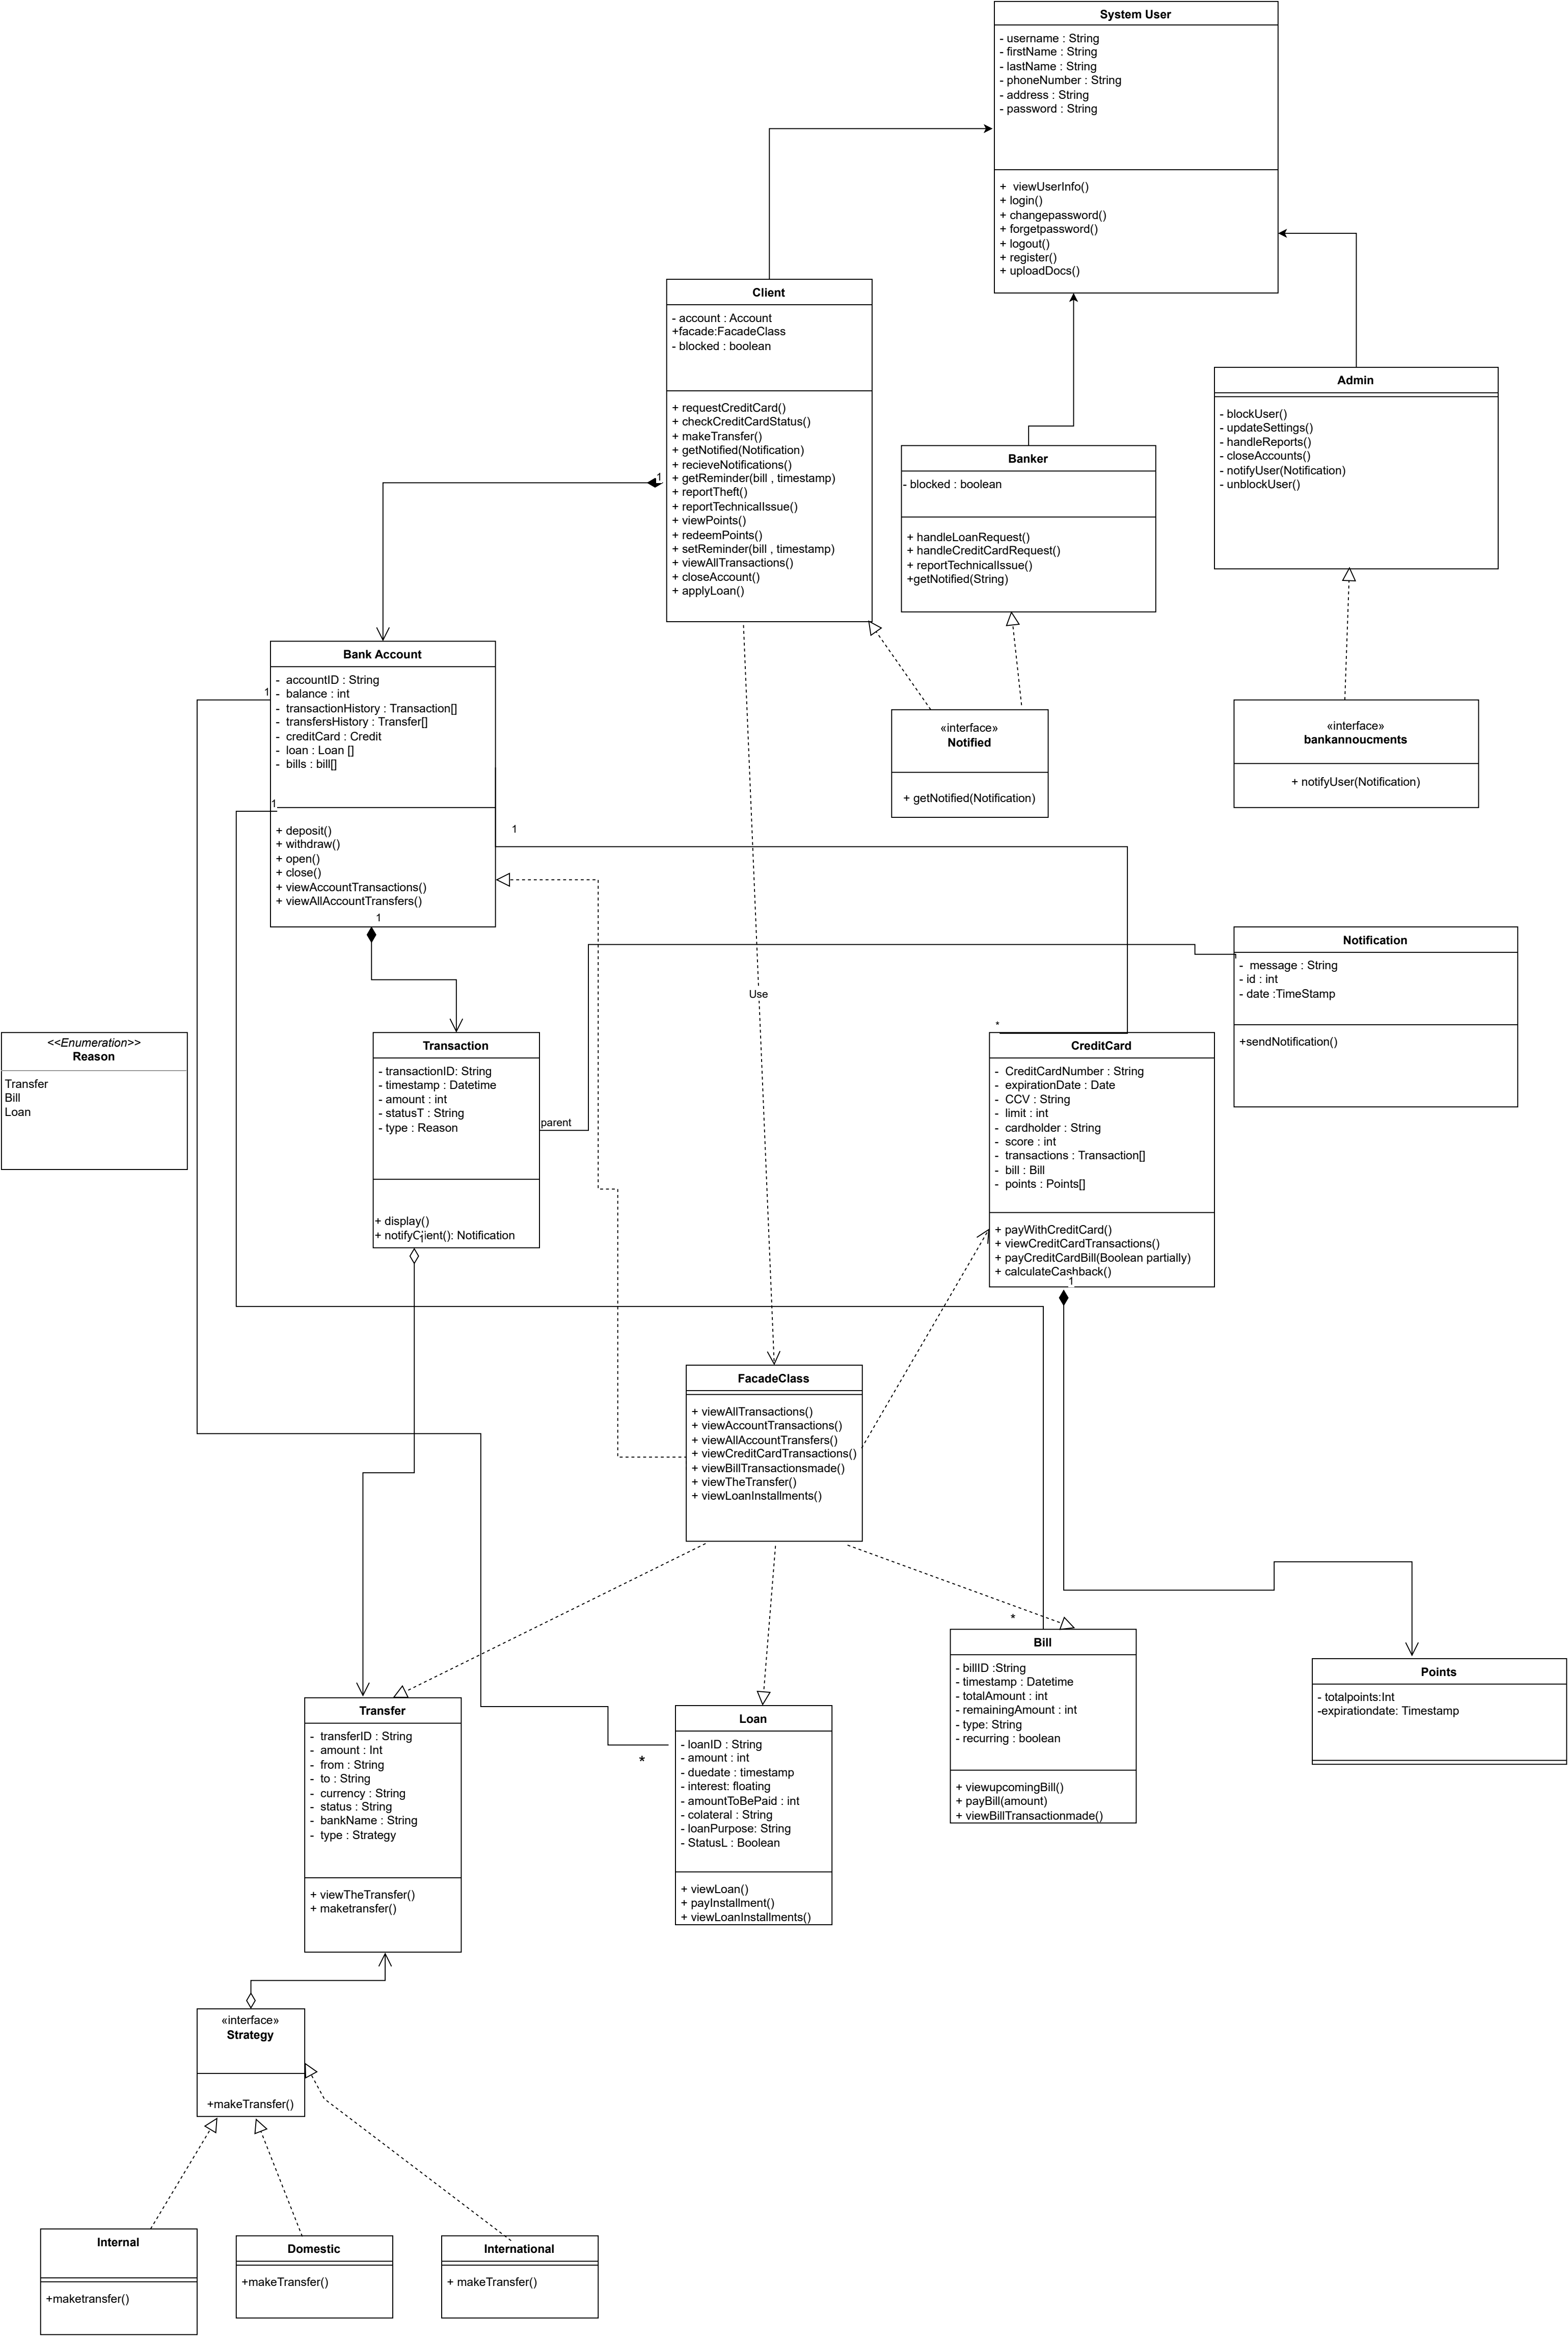 System User
- username : String
- firstName : String
- lastName : String
- phoneNumber : String
- address : String
- password : String
+  viewUserInfo()
+ login()
+ changepassword()
+ forgetpassword()
+ logout()
+ register()
+ uploadDocs()
Client
- account : Account
+facade:FacadeClass
- blocked : boolean
+ requestCreditCard()
+ checkCreditCardStatus()
+ makeTransfer()
+ getNotified(Notification)
+ recieveNotifications()
+ getReminder(bill , timestamp)
+ reportTheft()
+ reportTechnicalIssue()
+ viewPoints()
+ redeemPoints()
+ setReminder(bill , timestamp)
+ viewAllTransactions()
+ closeAccount()
+ applyLoan()
1
Banker
- blocked : boolean
+ handleLoanRequest()
+ handleCreditCardRequest()
+ reportTechnicalIssue()
+getNotified(String)
Admin
- blockUser()
- updateSettings()
- handleReports()
- closeAccounts()
- notifyUser(Notification)
- unblockUser()
Bank Account
- accountID : String
- balance : int
- transactionHistory : Transaction[]
- transfersHistory : Transfer[]
- creditCard : Credit
- loan : Loan []
- bills : bill[]
+ deposit()
+ withdraw()
+ open()
+ close()
+ viewAccountTransactions()
+ viewAllAccountTransfers()
1
1
1
1
«interface»
Notified
+ getNotified(Notification)
«interface»
bankannoucments
+ notifyUser(Notification)
Notification
- message : String
- id : int
- date :TimeStamp
+sendNotification()
Use
<<Enumeration>>
Reason
Transfer
Bill
Loan
Transaction
- transactionID: String
- timestamp : Datetime
- amount : int
- statusT : String
- type : Reason
+ display()
+ notifyClient(): Notification
1
parent
*
CreditCard
- CreditCardNumber : String
- expirationDate : Date
- CCV : String
- limit : int
- cardholder : String
- score : int
- transactions : Transaction[]
- bill : Bill
- points : Points[]
+ payWithCreditCard()
+ viewCreditCardTransactions()
+ payCreditCardBill(Boolean partially)
+ calculateCashback()
1
FacadeClass
+ viewAllTransactions()
+ viewAccountTransactions()
+ viewAllAccountTransfers()
+ viewCreditCardTransactions()
+ viewBillTransactionsmade()
+ viewTheTransfer()
+ viewLoanInstallments()
*
Bill
- billID :String
- timestamp : Datetime
- totalAmount : int
- remainingAmount : int
- type: String
- recurring : boolean
+ viewupcomingBill()
+ payBill(amount)
+ viewBillTransactionmade()
Points
- totalpoints:Int
-expirationdate: Timestamp
Transfer
- transferID : String
- amount : Int
- from : String
- to : String
- currency : String
- status : String
- bankName : String
- type : Strategy
+ viewTheTransfer()
+ maketransfer()
*
Loan
- loanID : String
- amount : int
- duedate : timestamp
- interest: floating
- amountToBePaid : int
- colateral : String
- loanPurpose: String
- StatusL : Boolean
+ viewLoan()
+ payInstallment()
+ viewLoanInstallments()
«interface»
Strategy
+makeTransfer()
Internal
+maketransfer()
Domestic
+makeTransfer()
International
+ makeTransfer()